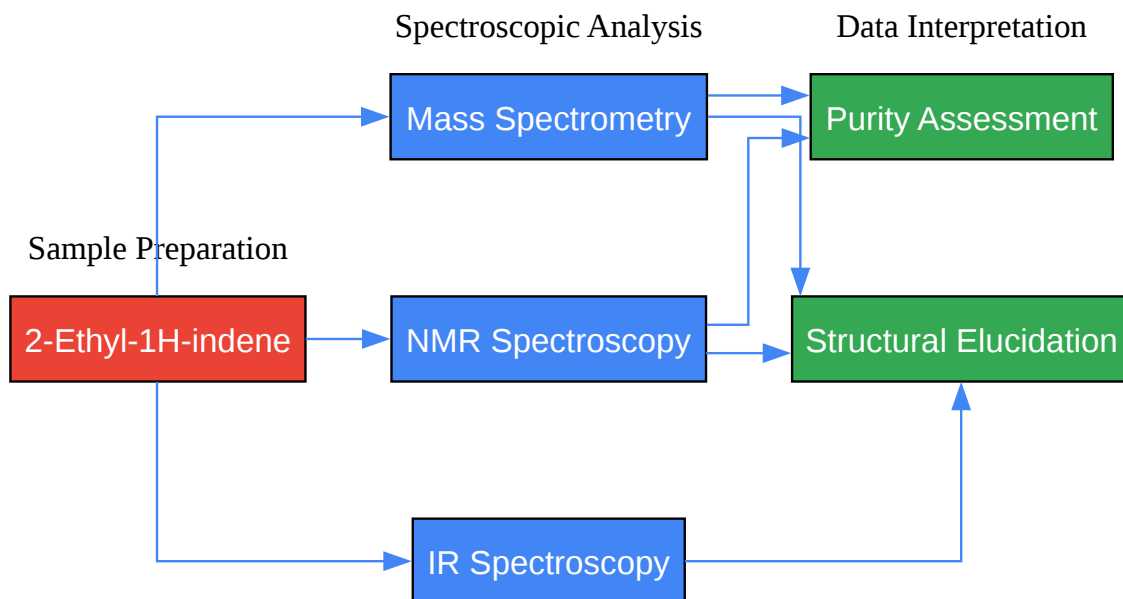 Spectroscopic Analysis
Data Interpretation
Mass Spectrometry
Purity Assessment
Sample Preparation
2-Ethyl-1H-indene
NMR Spectroscopy
Structural Elucidation
IR Spectroscopy